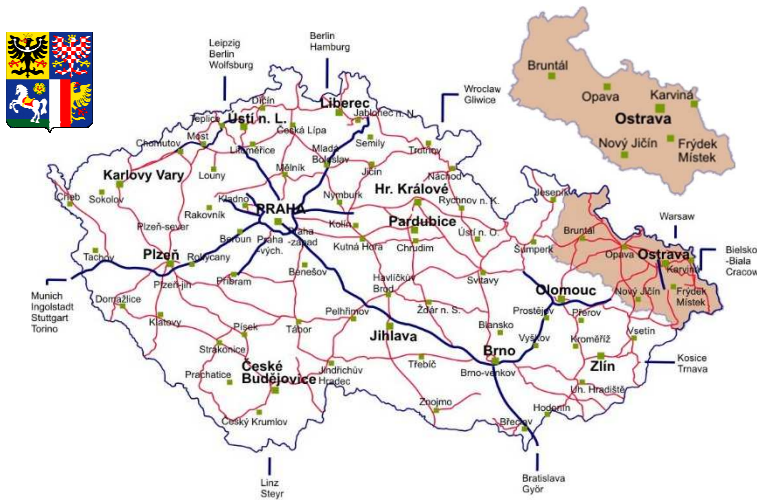 Leipzig
Berlin
Wolfsburg
Berlin
Hamburg
Wroclaw
Gliwice
Bruntál
Opava
Karviná
Ostrava
Nový Jičín
Frýdek
Místek
Děčín
Liberec
Teplice
Ústí n. L.
Jablonec n. N.
Most
Česká Lípa
Chomutov
Litoměřice
Semily
Trutnov
Mladá
Boleslav
Louny
Mělník
Jičín
Náchod
Karlovy Vary
Cheb
Sokolov
Kladno
Nymburk
Hr. Králové
Rychnov n. K.
Jeseník
Rakovník
PRAHA
Warsaw
Plzeň-sever
Kolín
Pardubice
Praha
-západ
Beroun
Praha
-vých.
Kutná Hora
Chrudim
Ústí n. O.
Šumperk
Bruntál
Opava
Ostrava
Karviná
Bielsko
-Biala
Cracow
Tachov
Plzeň
Rokycany
Plzeň-jih
Příbram
Benešov
Havlíčkův
Brod
Svitavy
Olomouc
Nový Jičín
Frýdek
Místek
Munich
Ingolstadt
Stuttgart
Torino
Domažlice
Klatovy
Písek
Tábor
Pelhřimov
Žďár n. S.
Prostějov
Přerov
Jihlava
Blansko
Vyškov
Kroměříž
Vsetín
Strakonice
Prachatice
České
Budějovice
Jindřichův
Hradec
Třebíč
Brno
Brno-venkov
Zlín
Kosice
Trnava
Uh. Hradiště
Český Krumlov
Znojmo
Hodonín
Břeclav
Linz
Steyr
Bratislava
Györ